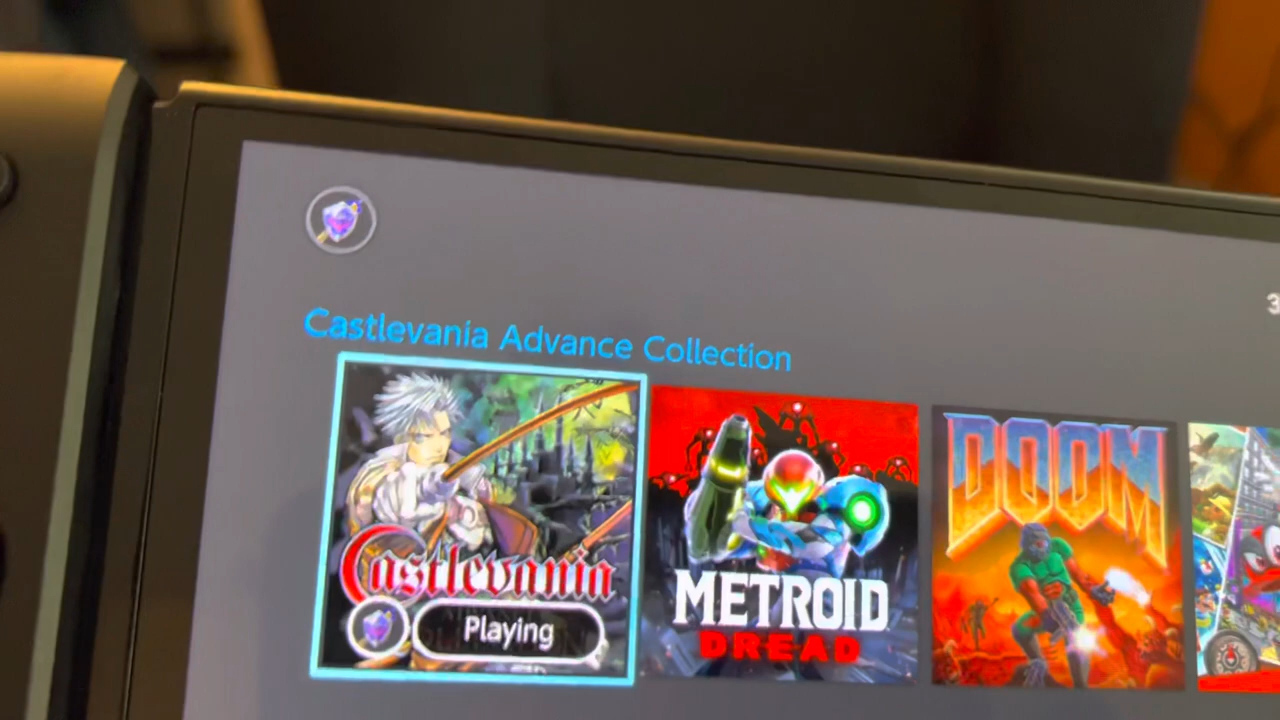 Castlevania Advance Collection
Castlevania
Playing
METROID
DREAD
DOOM